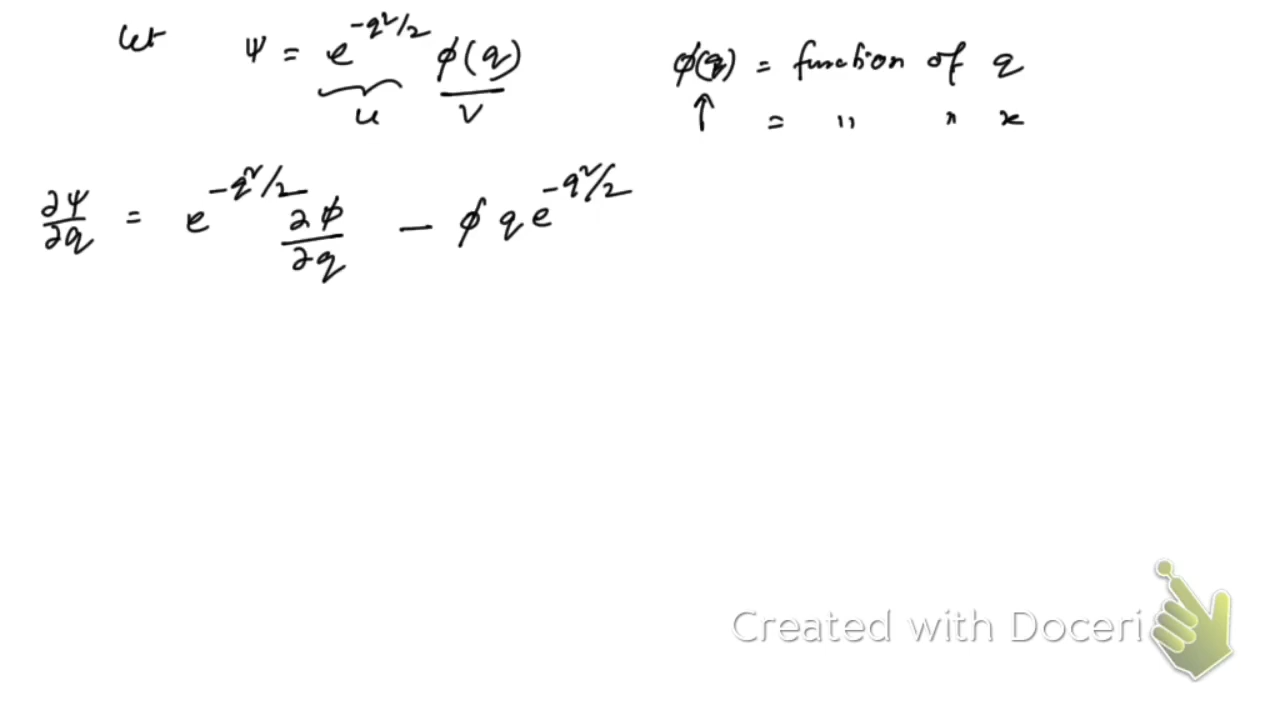 Let ψ = e^{-q²/2} ϕ(q) ϕ(q) = function of q
u v ↑ = " " x
∂ψ/∂q = e^{-q²/2} ∂ϕ/∂q − ϕ q e^{-q²/2}
Created with Doceri